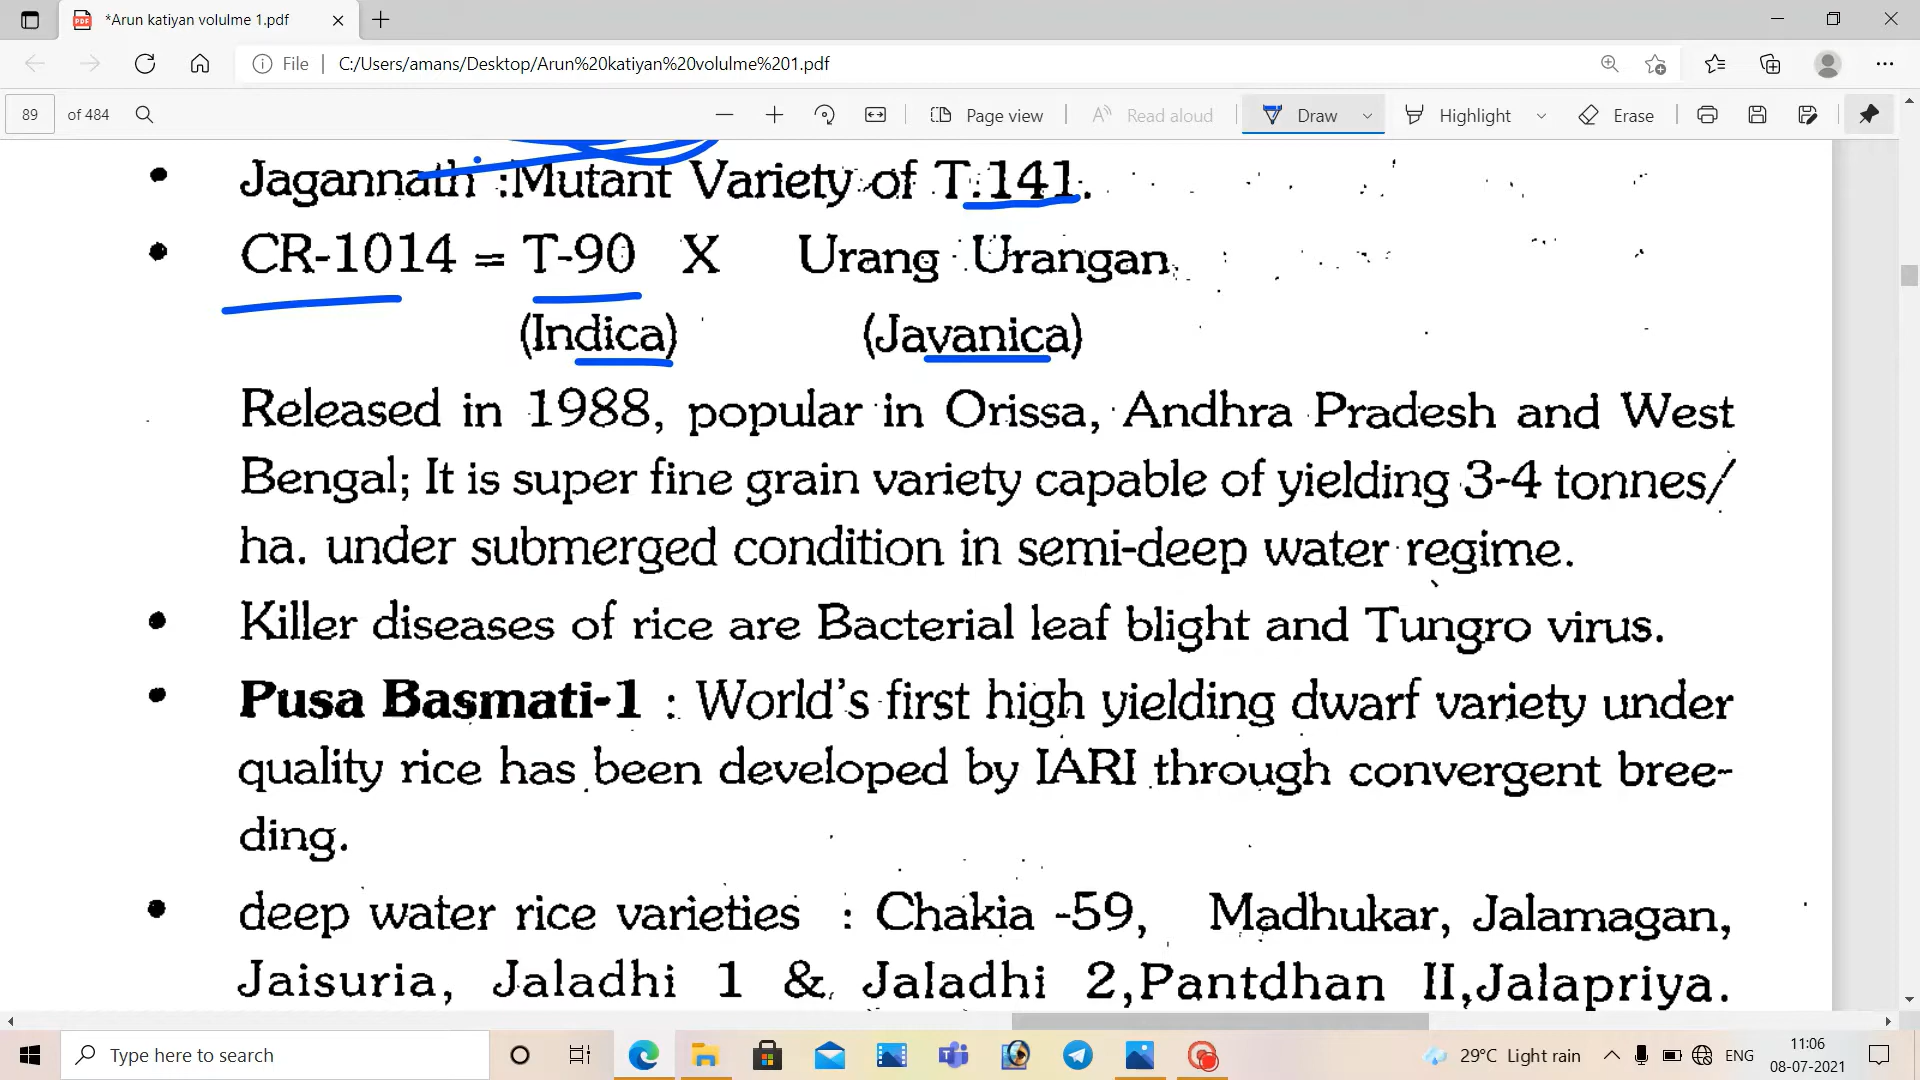 *Arun katiyan volulme 1.pdf
File
C:/Users/amans/Desktop/Arun%20katiyan%20volulme%201.pdf
89 of 484
Page view
Read aloud
Draw
Highlight
Erase
• Jagannath :Mutant Variety of T.141.
• CR-1014 = T-90 X Urang Urangan
(Indica) (Javanica)
Released in 1988, popular in Orissa, Andhra Pradesh and West
Bengal; It is super fine grain variety capable of yielding 3-4 tonnes/
ha. under submerged condition in semi-deep water regime.
• Killer diseases of rice are Bacterial leaf blight and Tungro virus.
• Pusa Basmati-1 : World's first high yielding dwarf variety under
quality rice has been developed by IARI through convergent bree-
ding.
• deep water rice varieties : Chakia -59, Madhukar, Jalamagan,
Jaisuria, Jaladhi 1 & Jaladhi 2,Pantdhan II,Jalapriya.
Type here to search
29°C Light rain
ENG
11:06
08-07-2021